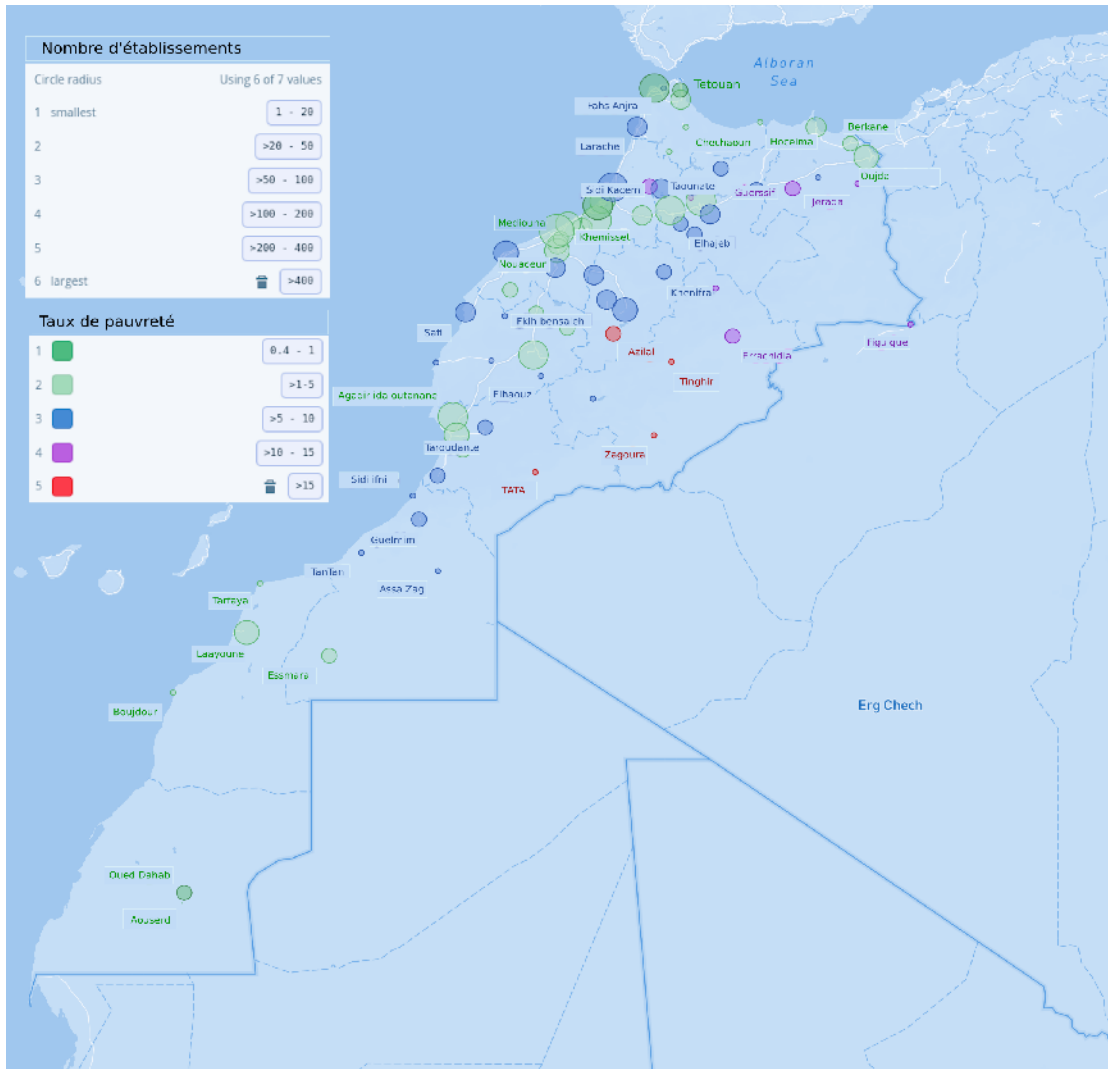 Nombre d'établissements
Circle radius Using 6 of 7 values
1 smallest 1 - 20
2 >20 - 50
3 >50 - 100
4 >100 - 200
5 >200 - 400
6 largest >400
Taux de pauvreté
1 0.4 - 1
2 >1-5
3 >5 - 10
4 >10 - 15
5 >15
Alboran
Sea
Tetouan
Fahs Anjra
Larache
Chechaoun
Hoceima
Berkane
Oujda
Sidi Kacem
Taounate
Guerssif
Jerada
Mediouna
Khemisset
Elhajeb
Nouaceur
Khenifra
Safi
Fkih bensaleh
Azilal
Errachidia
Figuigue
Tinghir
Elhaouz
Agadir ida outanane
Taroudante
Zagoura
Sidi ifni
TATA
Guelmim
TanTan
Assa Zag
Tarfaya
Laayoune
Essmara
Boujdour
Erg Chech
Oued Dahab
Aouserd